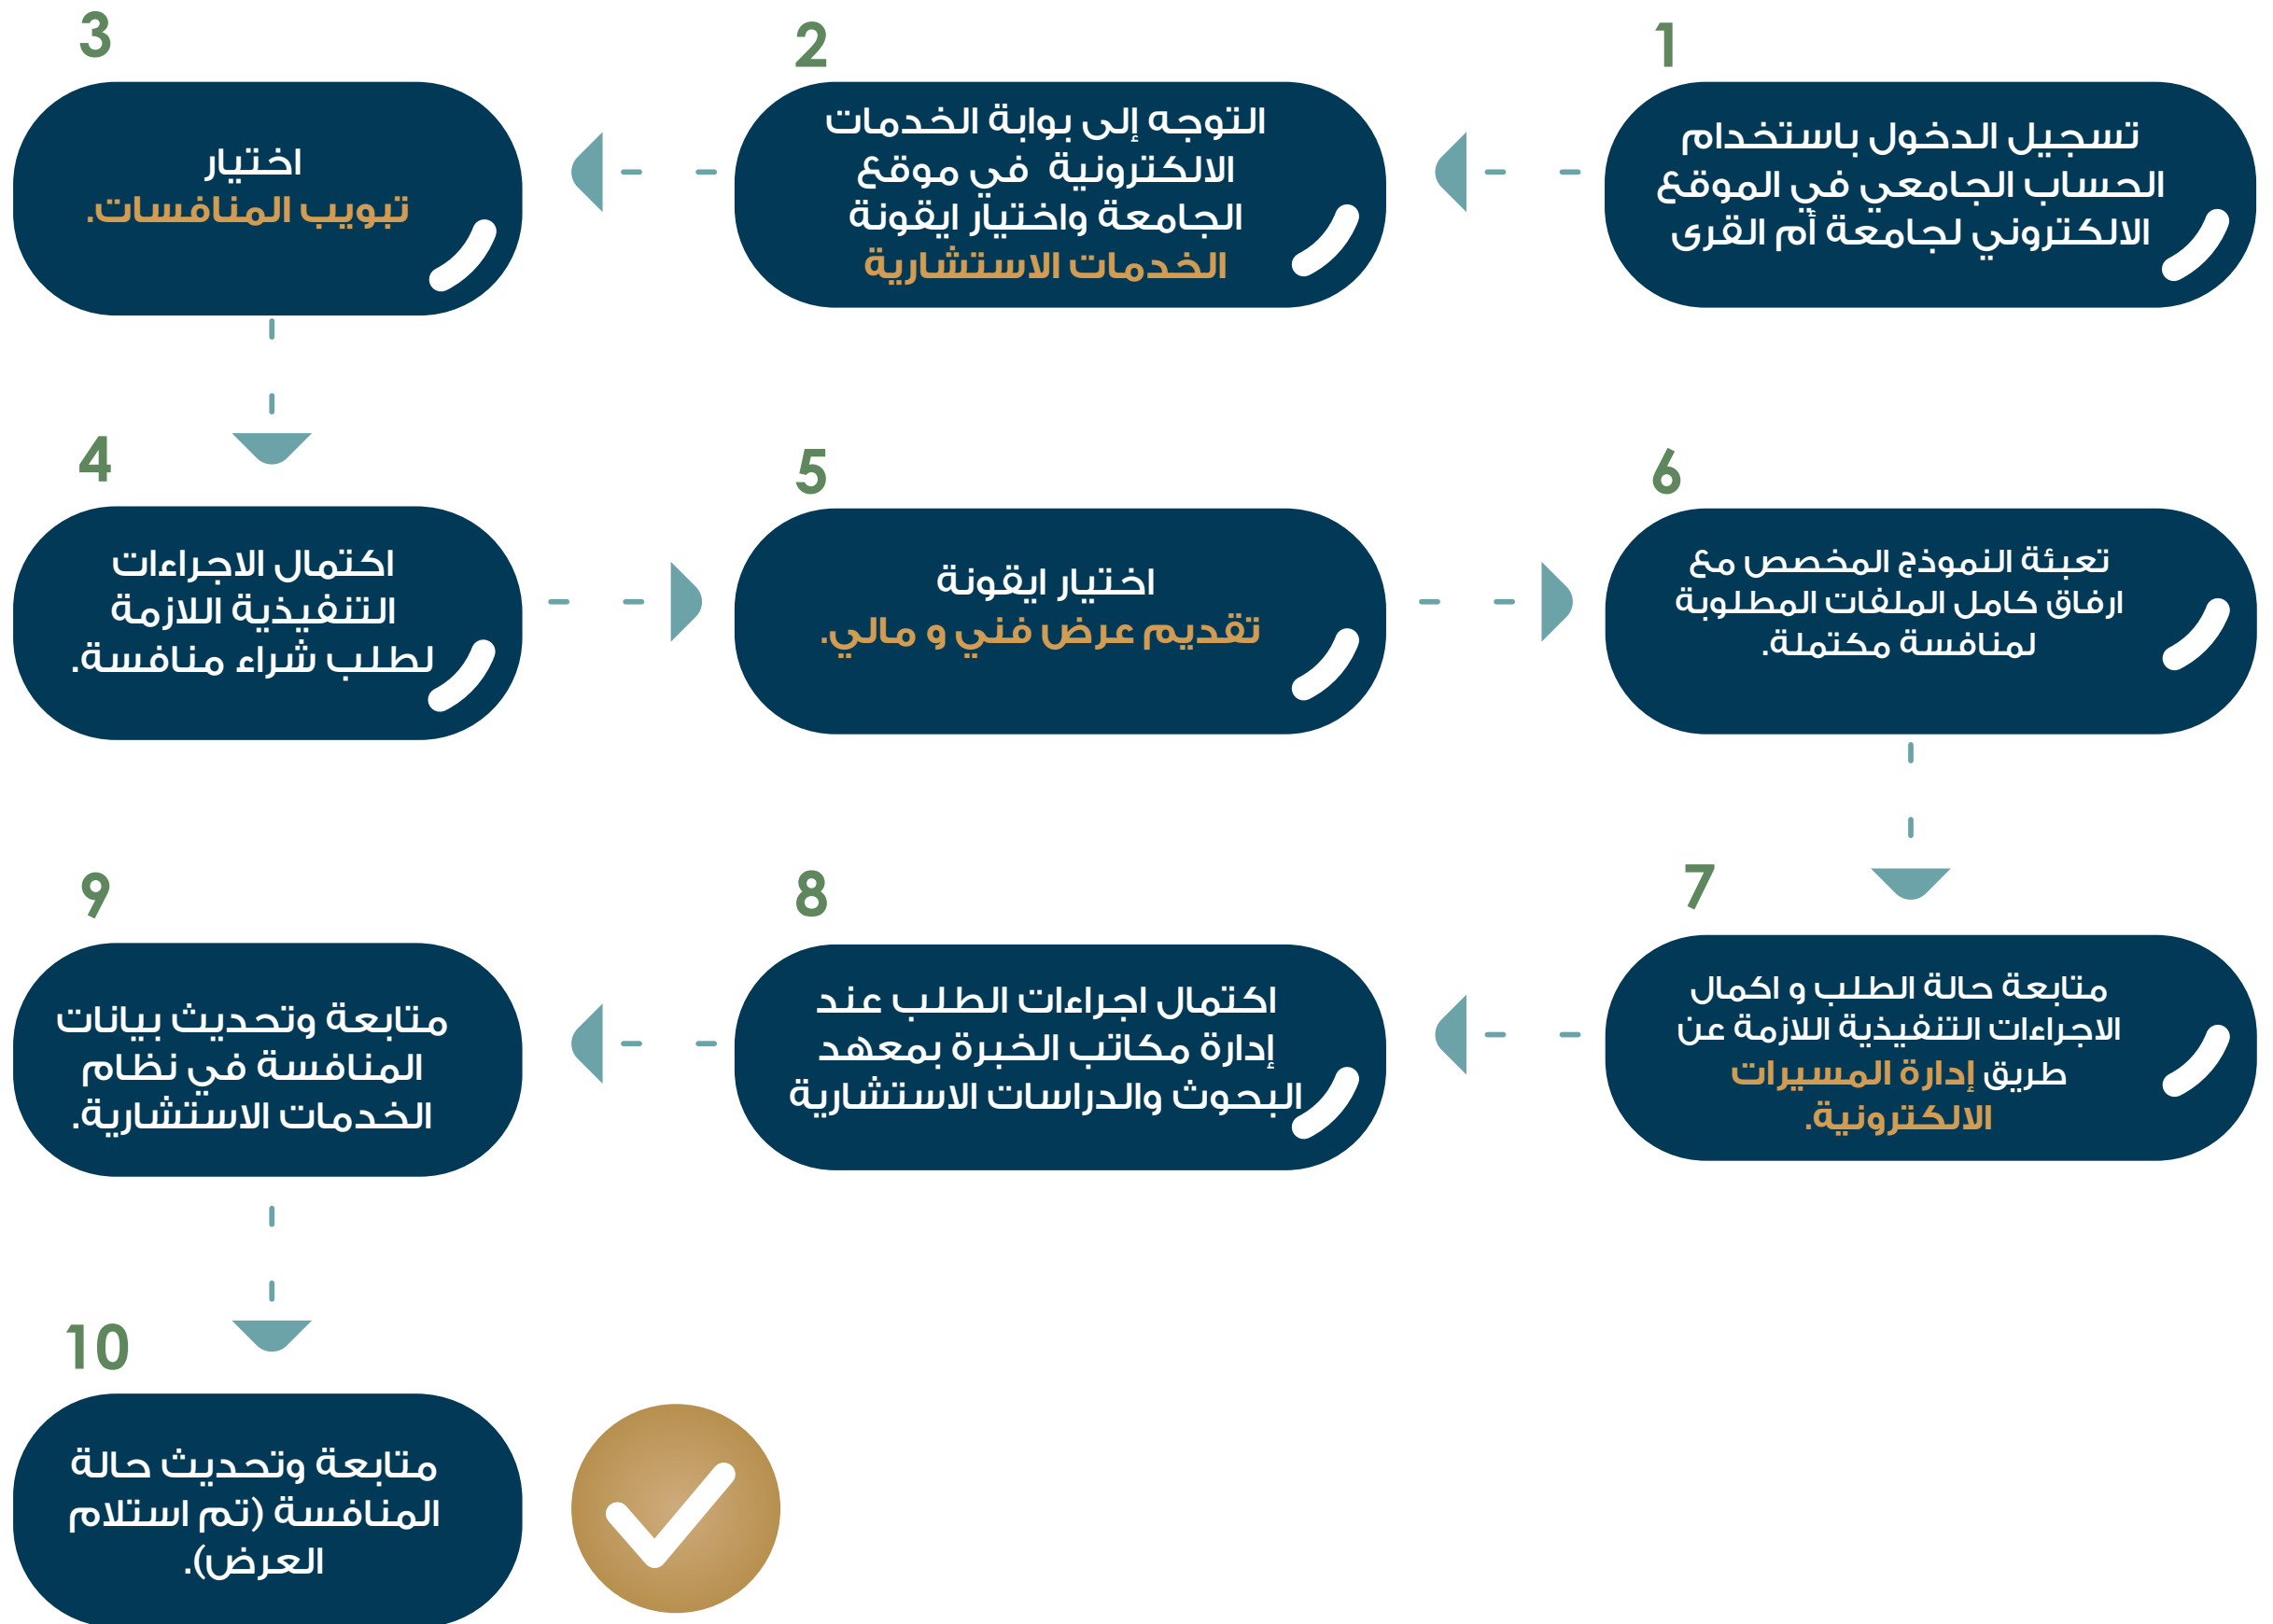 1
تسجيل الدخول باستخدام
الحساب الجامعي في الموقع
الالكتروني لجامعة أم القرى
2
التوجه إلى بوابة الخدمات
الالكترونية في موقع
الجامعة واختيار ايقونة
الخدمات الاستشارية
3
اختيار
تبويب المنافسات.
4
اكتمال الاجراءات
التنفيذية اللازمة
لطلب شراء منافسة.
5
اختيار ايقونة
تقديم عرض فني و مالي.
6
تعبئة النموذج المخصص مع
ارفاق كامل الملفات المطلوبة
لمنافسة مكتملة.
7
متابعة حالة الطلب و اكمال
الاجراءات التنفيذية اللازمة عن
طريق إدارة المسيرات
الالكترونية.
8
اكتمال اجراءات الطلب عند
إدارة مكاتب الخبرة بمعهد
البحوث والدراسات الاستشارية
9
متابعة وتحديث بيانات
المنافسة في نظام
الخدمات الاستشارية.
10
متابعة وتحديث حالة
المنافسة (تم استلام
العرض).